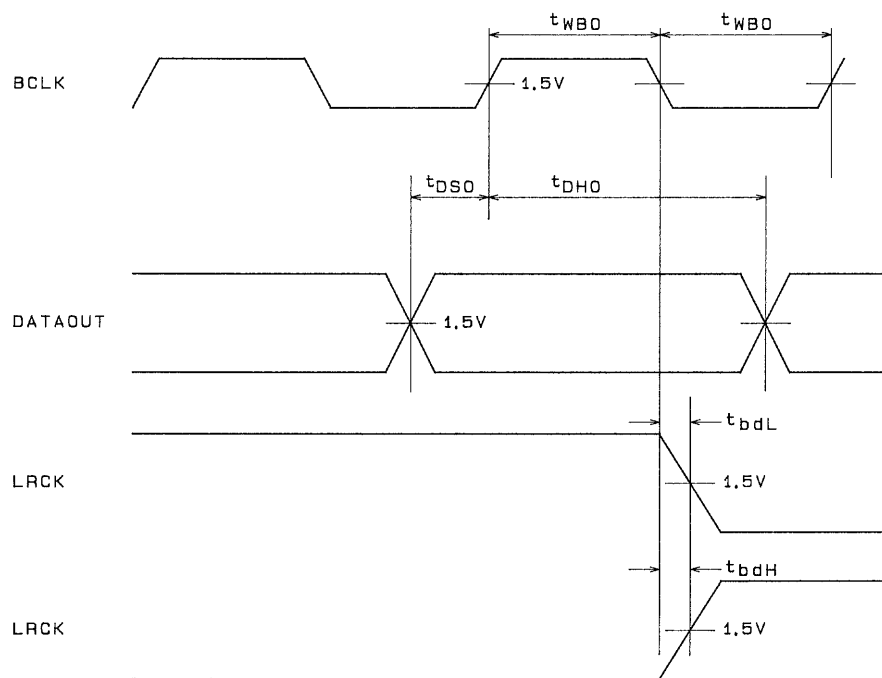 tWBO tWBO
BCLK 1.5V
tDSO tDHO
DATAOUT 1.5V
tbdL
LRCK 1.5V
tbdH
LRCK 1.5V